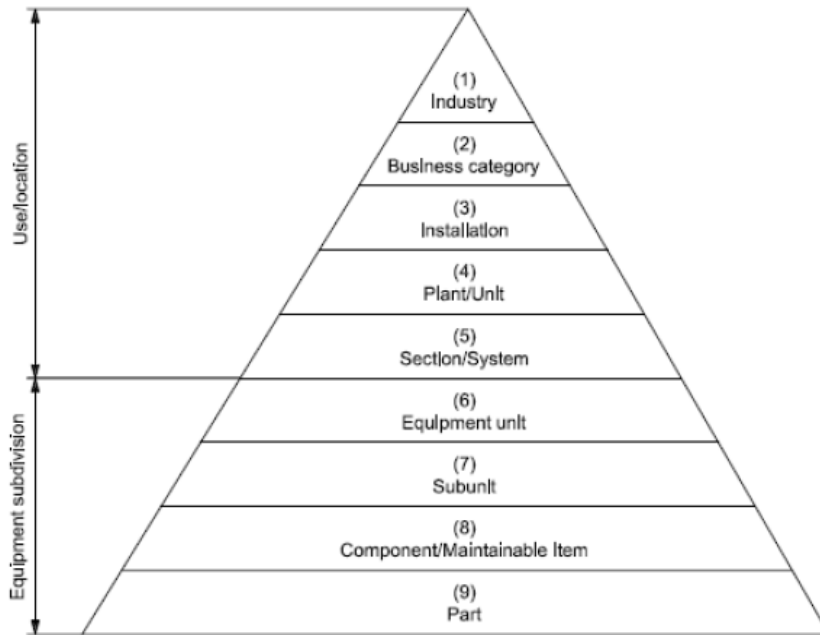 (1)
Industry
(2)
Business category
(3)
Installation
(4)
Plant/Unit
(5)
Section/System
(6)
Equipment unit
(7)
Subunit
(8)
Component/Maintainable Item
(9)
Part
Use/location
Equipment subdivision